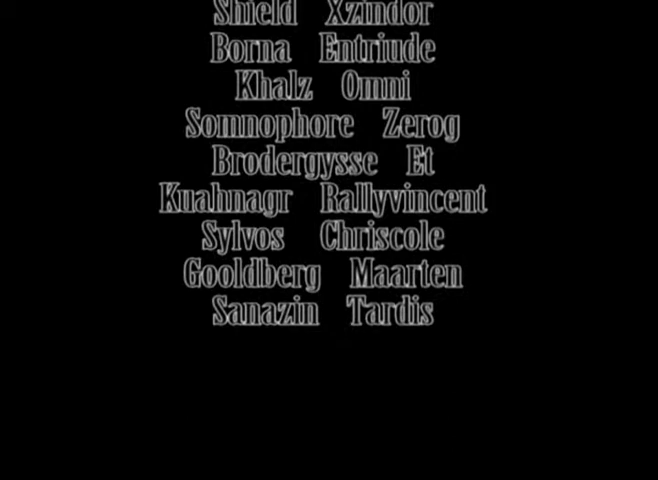 Shield Xzindor
Borna Entriude
Khalz Omni
Somnophore Zerog
Brodergysse Et
Kuahnagr Rallyvincent
Sylvos Chriscole
Gooldberg Maarten
Sanazin Tardis